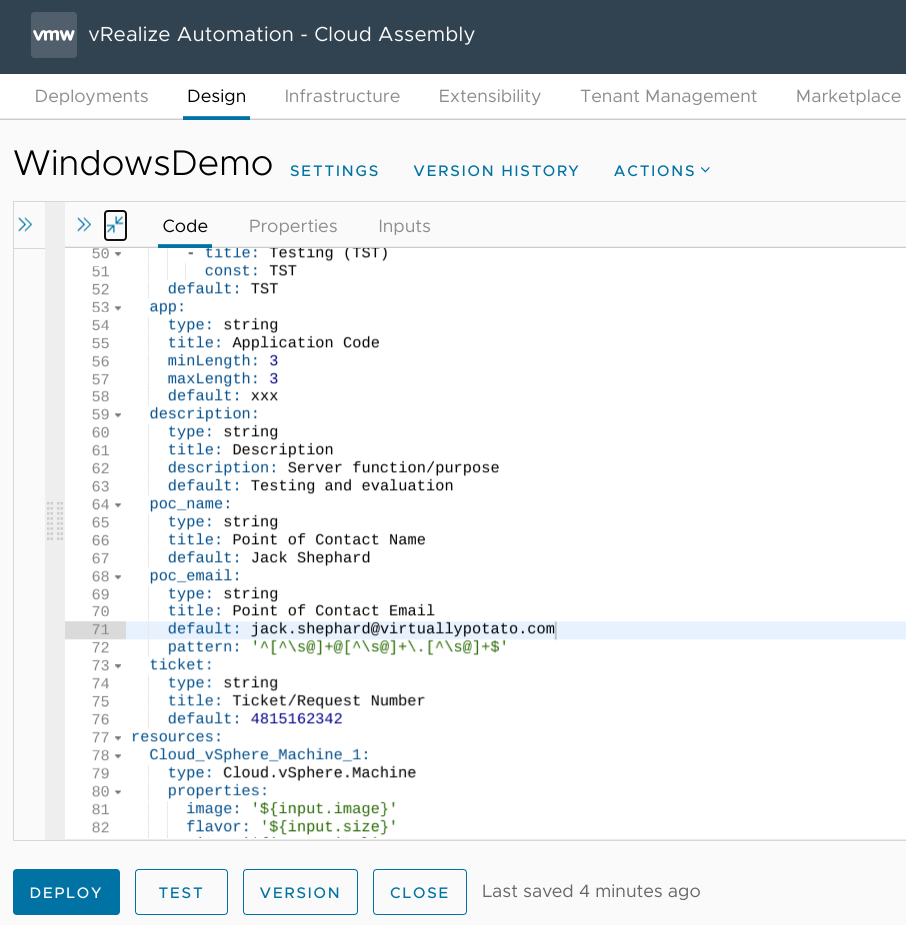 vmw vRealize Automation - Cloud Assembly
Deployments Design Infrastructure Extensibility Tenant Management Marketplace
WindowsDemo SETTINGS VERSION HISTORY ACTIONS
Code Properties Inputs
50 - title: Testing (TST)
51 const: TST
52 default: TST
53 app:
54 type: string
55 title: Application Code
56 minLength: 3
57 maxLength: 3
58 default: xxx
59 description:
60 type: string
61 title: Description
62 description: Server function/purpose
63 default: Testing and evaluation
64 poc_name:
65 type: string
66 title: Point of Contact Name
67 default: Jack Shephard
68 poc_email:
69 type: string
70 title: Point of Contact Email
71 default: jack.shephard@virtuallypotato.com
72 pattern: '^[^\s@]+@[^\s@]+\.[^\s@]+$'
73 ticket:
74 type: string
75 title: Ticket/Request Number
76 default: 4815162342
77 resources:
78 Cloud_vSphere_Machine_1:
79 type: Cloud.vSphere.Machine
80 properties:
81 image: '${input.image}'
82 flavor: '${input.size}'
DEPLOY TEST VERSION CLOSE Last saved 4 minutes ago